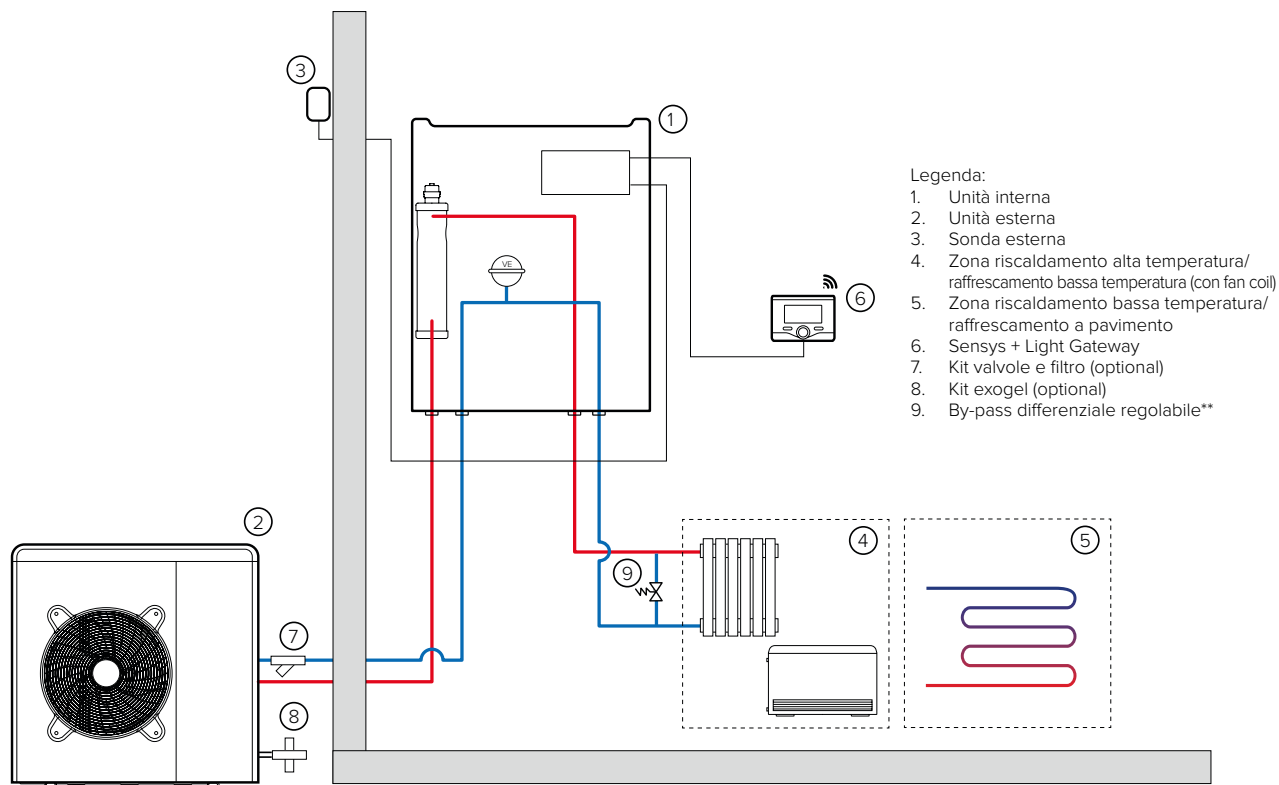 3
1
Legenda:
1. Unità interna
2. Unità esterna
3. Sonda esterna
4. Zona riscaldamento alta temperatura/
raffrescamento bassa temperatura (con fan coil)
5. Zona riscaldamento bassa temperatura/
raffrescamento a pavimento
6. Sensys + Light Gateway
7. Kit valvole e filtro (optional)
8. Kit exogel (optional)
9. By-pass differenziale regolabile**
VE
6
2
4
5
9
7
8